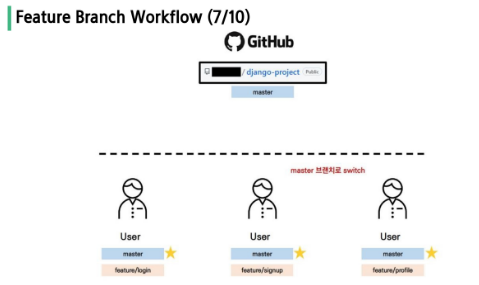 Feature Branch Workflow (7/10)
GitHub
/ django-project Public
master
master 브랜치로 switch
User
User
User
master
master
master
feature/login
feature/signup
feature/profile